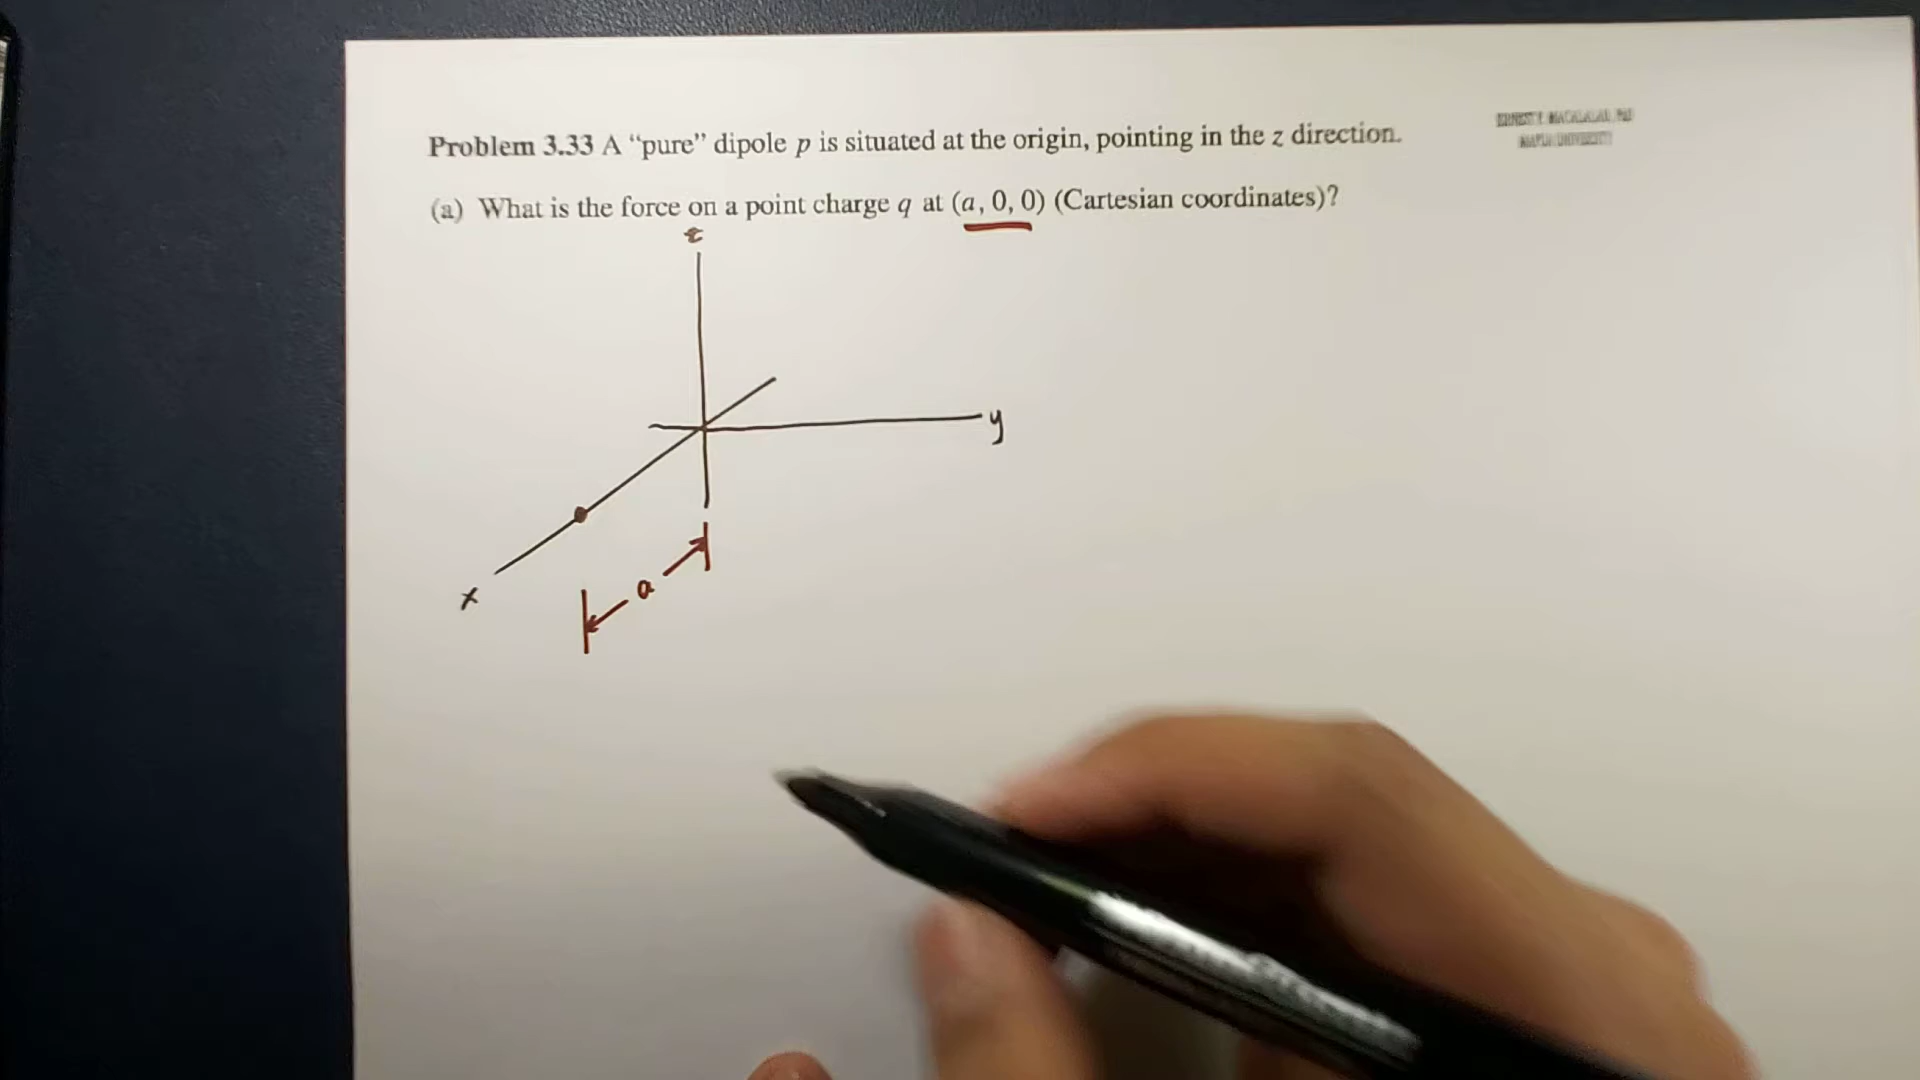 Problem 3.33 A “pure” dipole p is situated at the origin, pointing in the z direction.
(a) What is the force on a point charge q at (a, 0, 0) (Cartesian coordinates)?
z
y
a
x